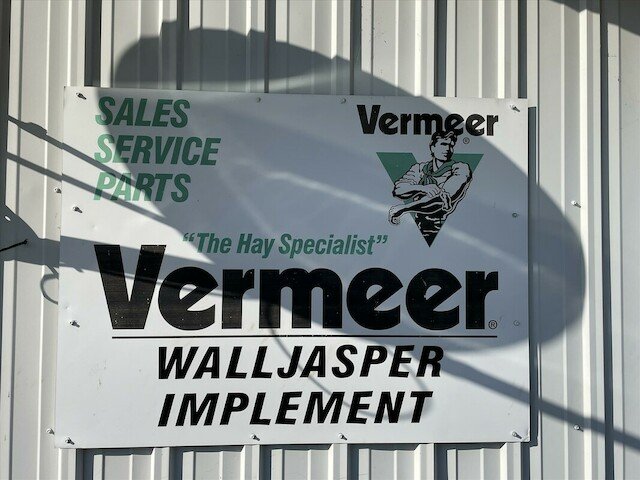 SALES
SERVICE
PARTS
Vermeer®
"The Hay Specialist"
Vermeer®
WALLJASPER
IMPLEMENT